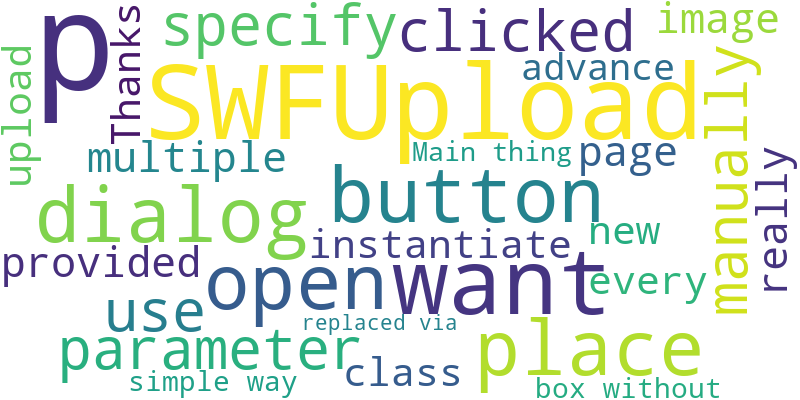 p
Thanks
specify
clicked
image
upload
SWFUpload
advance
manually
multiple
Main thing
page
really
dialog
button
new
provided
instantiate
open
want
every
use
replaced via
parameter
place
simple way
class
box without